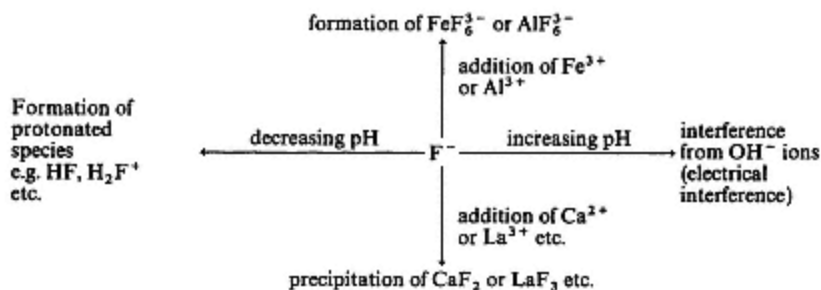 formation of FeF₆³⁻ or AlF₆³⁻
addition of Fe³⁺
or Al³⁺
Formation of
protonated
species
e.g. HF, H₂F⁺
etc.
decreasing pH
F⁻
increasing pH
interference
from OH⁻ ions
(electrical
interference)
addition of Ca²⁺
or La³⁺ etc.
precipitation of CaF₂ or LaF₃ etc.